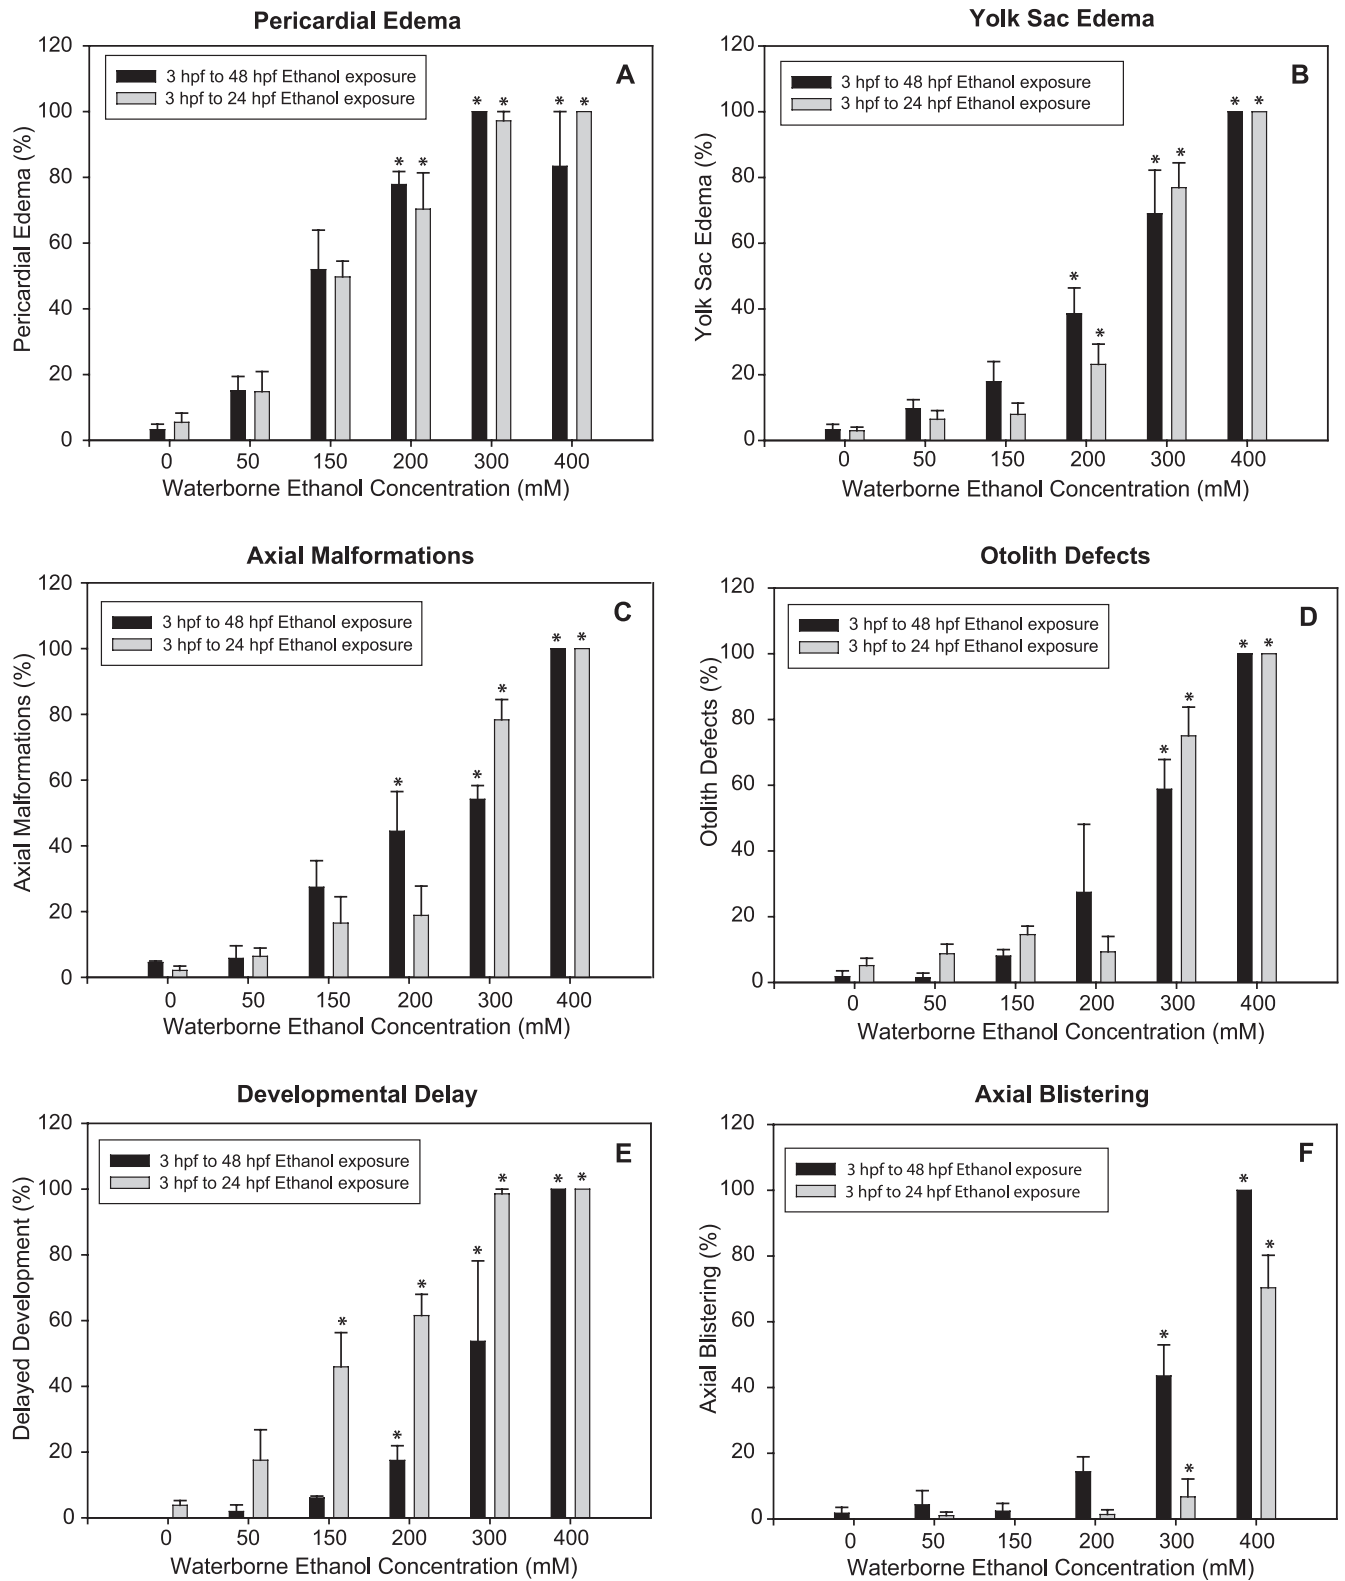 Pericardial Edema
120
100
80
60
40
20
0
Pericardial Edema (%)
3 hpf to 48 hpf Ethanol exposure
3 hpf to 24 hpf Ethanol exposure
A
* * * * * *
0 50 150 200 300 400
Waterborne Ethanol Concentration (mM)
Yolk Sac Edema
120
100
80
60
40
20
0
Yolk Sac Edema (%)
3 hpf to 48 hpf Ethanol exposure
3 hpf to 24 hpf Ethanol exposure
B
* * * * * *
0 50 150 200 300 400
Waterborne Ethanol Concentration (mM)
Axial Malformations
120
100
80
60
40
20
0
Axial Malformations (%)
3 hpf to 48 hpf Ethanol exposure
3 hpf to 24 hpf Ethanol exposure
C
* * * * *
0 50 150 200 300 400
Waterborne Ethanol Concentration (mM)
Otolith Defects
120
100
80
60
40
20
0
Otolith Defects (%)
3 hpf to 48 hpf Ethanol exposure
3 hpf to 24 hpf Ethanol exposure
D
* * * *
0 50 150 200 300 400
Waterborne Ethanol Concentration (mM)
Developmental Delay
120
100
80
60
40
20
0
Delayed Development (%)
3 hpf to 48 hpf Ethanol exposure
3 hpf to 24 hpf Ethanol exposure
E
* * * * * * *
0 50 150 200 300 400
Waterborne Ethanol Concentration (mM)
Axial Blistering
120
100
80
60
40
20
0
Axial Blistering (%)
3 hpf to 48 hpf Ethanol exposure
3 hpf to 24 hpf Ethanol exposure
F
* * * *
0 50 150 200 300 400
Waterborne Ethanol Concentration (mM)